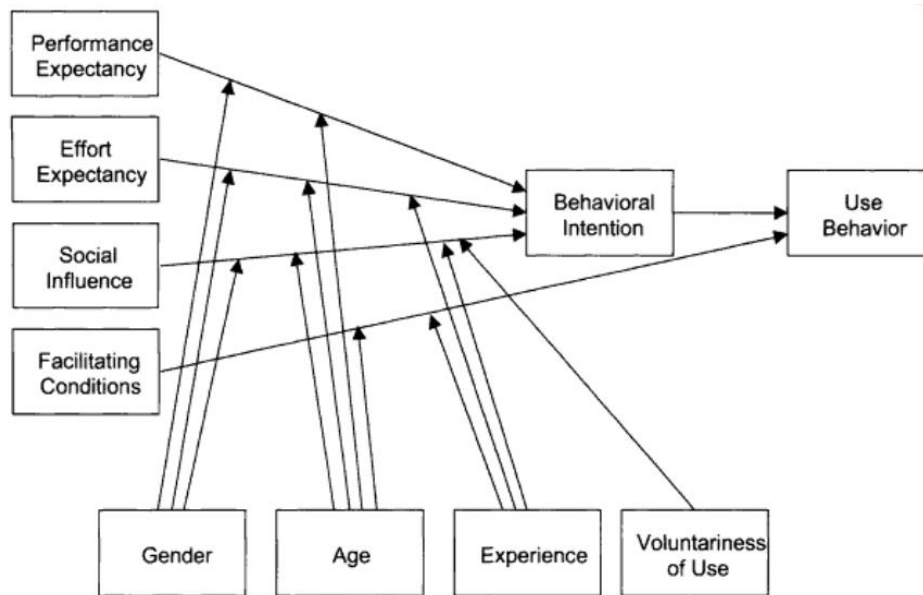 Performance
Expectancy
Effort
Expectancy
Social
Influence
Facilitating
Conditions
Behavioral
Intention
Use
Behavior
Gender
Age
Experience
Voluntariness
of Use